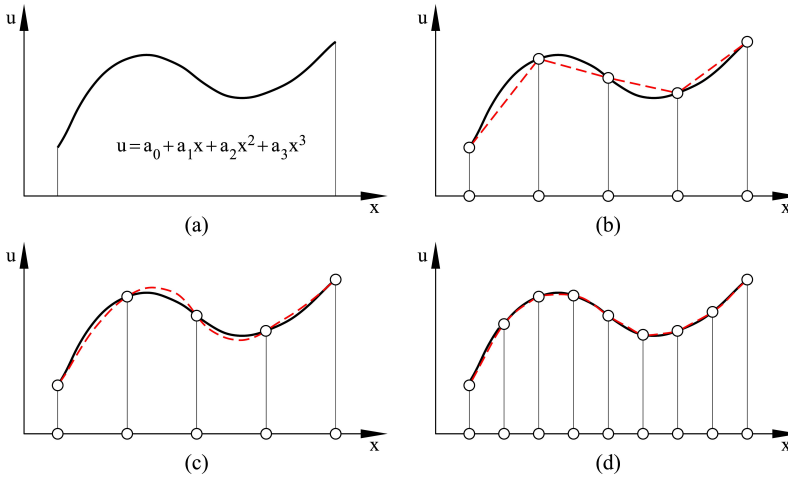 u
u = a₀ + a₁x + a₂x² + a₃x³
x
(a)
u
x
(b)
u
x
(c)
u
x
(d)